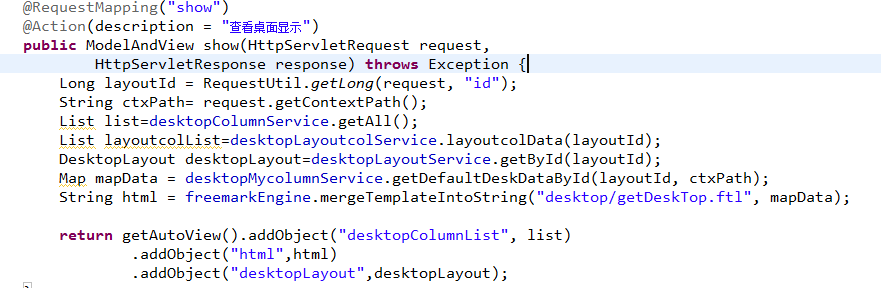 @RequestMapping("show")
@Action(description = "查看桌面显示")
public ModelAndView show(HttpServletRequest request,
HttpServletResponse response) throws Exception {
Long layoutId = RequestUtil.getLong(request, "id");
String ctxPath= request.getContextPath();
List list=desktopColumnService.getAll();
List layoutcolList=desktopLayoutcolService.layoutcolData(layoutId);
DesktopLayout desktopLayout=desktopLayoutService.getById(layoutId);
Map mapData = desktopMycolumnService.getDefaultDeskDataById(layoutId, ctxPath);
String html = freemarkEngine.mergeTemplateIntoString("desktop/getDeskTop.ftl", mapData);
return getAutoView().addObject("desktopColumnList", list)
.addObject("html",html)
.addObject("desktopLayout",desktopLayout);